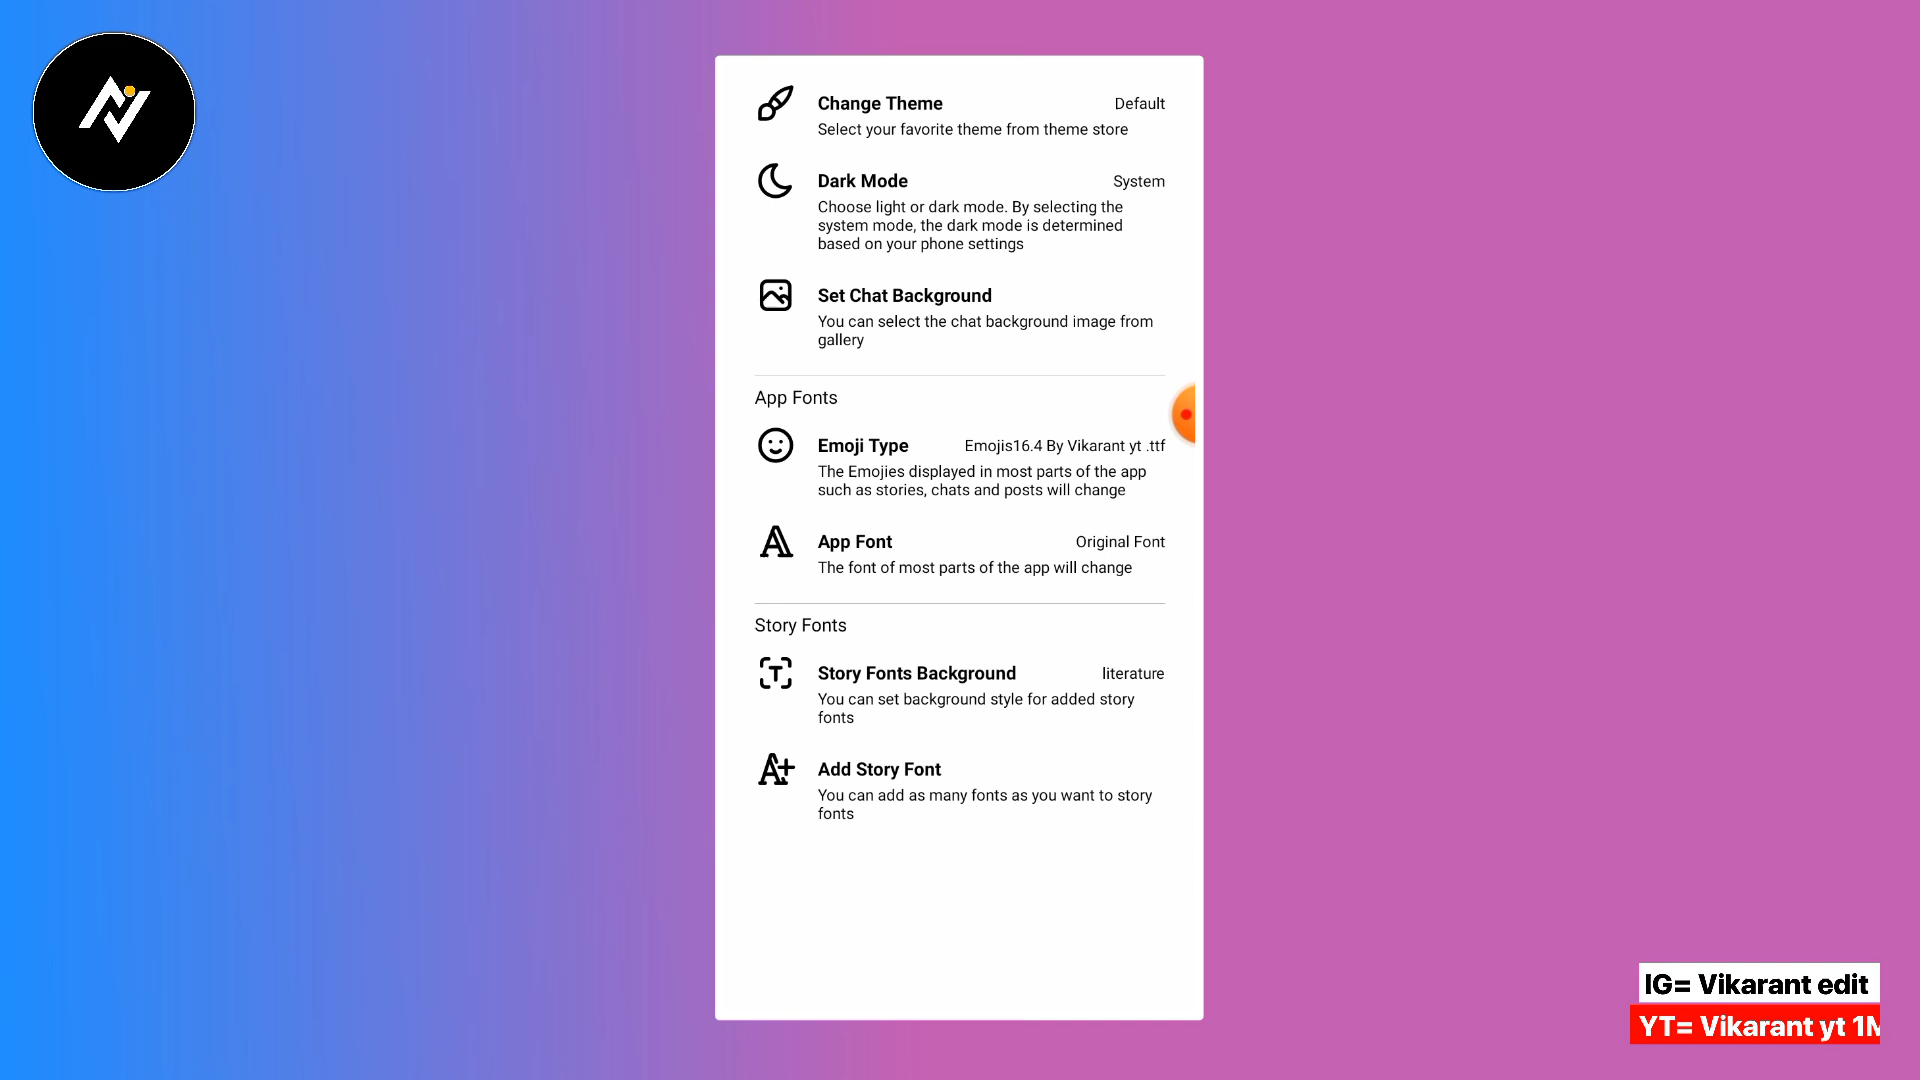 Change Theme Default
Select your favorite theme from theme store
Dark Mode System
Choose light or dark mode. By selecting the
system mode, the dark mode is determined
based on your phone settings
Set Chat Background
You can select the chat background image from
gallery
App Fonts
Emoji Type Emojis16.4 By Vikarant yt .ttf
The Emojies displayed in most parts of the app
such as stories, chats and posts will change
App Font Original Font
The font of most parts of the app will change
Story Fonts
Story Fonts Background literature
You can set background style for added story
fonts
Add Story Font
You can add as many fonts as you want to story
fonts
IG= Vikarant edit
YT= Vikarant yt 1M